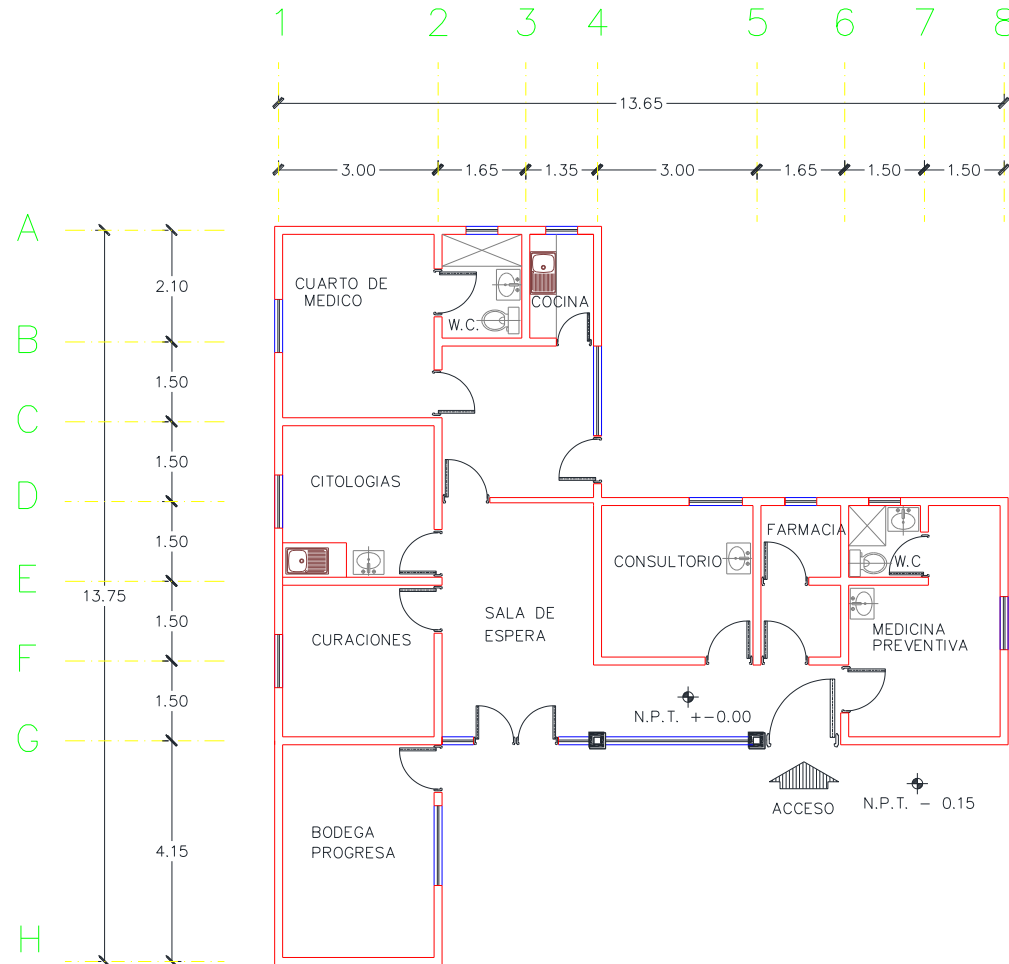 1 2 3 4 5 6 7 8
13.65
3.00 1.65 1.35 3.00 1.65 1.50 1.50
A
2.10
B
1.50
C
1.50
D
1.50
E
13.75
1.50
F
1.50
G
4.15
H
CUARTO DE
MEDICO
W.C.
COCINA
CITOLOGIAS
FARMACIA
CONSULTORIO
W.C
SALA DE
ESPERA
CURACIONES
MEDICINA
PREVENTIVA
N.P.T. +-0.00
ACCESO
N.P.T. - 0.15
BODEGA
PROGRESA